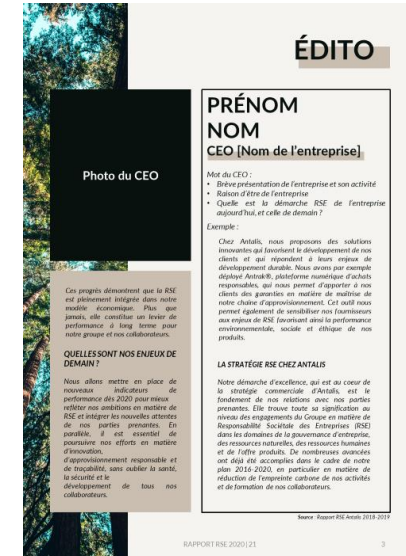 ÉDITO
Photo du CEO
PRÉNOM
NOM
CEO [Nom de l'entreprise]
Mot du CEO :
• Brève présentation de l'entreprise et son activité
• Raison d'être de l'entreprise
• Quelle est la démarche RSE de l'entreprise
aujourd'hui, et celle de demain ?
Exemple :
Chez Antalis, nous proposons des solutions
innovantes qui favorisent le développement de nos
clients et qui répondent à leurs enjeux de
développement durable. Nous avons par exemple
déployé Antrak®, plateforme numérique d'achats
responsables, qui nous permet d'apporter à nos
clients des garanties en matière de maîtrise de
notre chaîne d'approvisionnement. Cet outil nous
permet également de sensibiliser nos fournisseurs
aux enjeux de RSE favorisant ainsi la performance
environnementale, sociale et éthique de nos
produits.
LA STRATÉGIE RSE CHEZ ANTALIS
Notre démarche d'excellence, qui est au coeur de
la stratégie commerciale d'Antalis, est le
fondement de nos relations avec nos parties
prenantes. Elle trouve toute sa signification au
niveau des engagements du Groupe en matière de
Responsabilité Sociétale des Entreprises (RSE)
dans les domaines de la gouvernance d'entreprise,
des ressources naturelles, des ressources humaines
et de l'offre produits. De nombreuses avancées
ont déjà été accomplies dans le cadre de notre
plan 2016-2020, en particulier en matière de
réduction de l'empreinte carbone de nos activités
et de formation de nos collaborateurs.
Ces progrès démontrent que la RSE
est pleinement intégrée dans notre
modèle économique. Plus que
jamais, elle constitue un levier de
performance à long terme pour
notre groupe et nos collaborateurs.
QUELLES SONT NOS ENJEUX DE
DEMAIN ?
Nous allons mettre en place de
nouveaux indicateurs de
performance dès 2020 pour mieux
refléter nos ambitions en matière de
RSE et intégrer les nouvelles attentes
de nos parties prenantes. En
parallèle, il est essentiel de
poursuivre nos efforts en matière
d'innovation,
d'approvisionnement responsable et
de traçabilité, sans oublier la santé,
la sécurité et le
développement de tous nos
collaborateurs.
Source : Rapport RSE Antalis 2018-2019
RAPPORT RSE 2020| 21
3